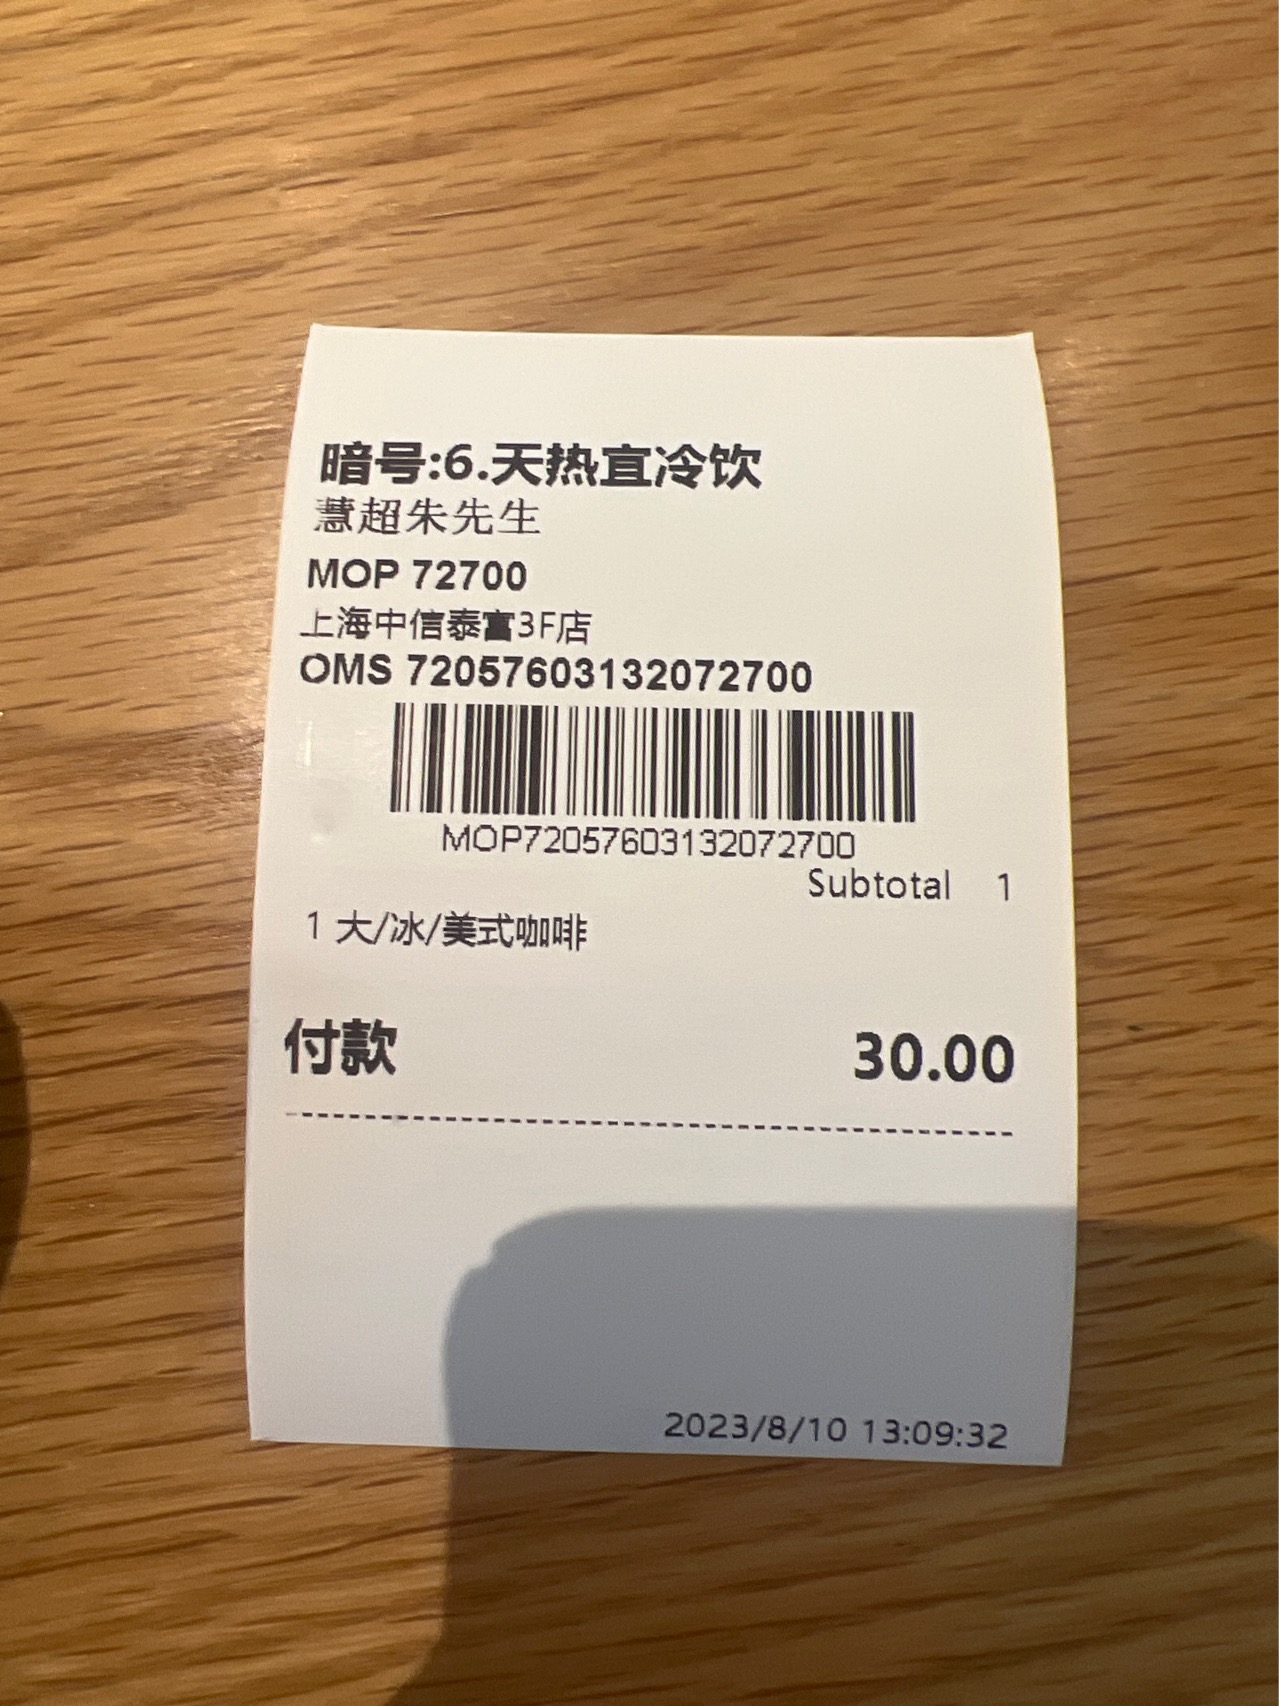 暗号:6.天热直冷饮
慧超朱先生
MOP 72700
上海中信泰富3F店
OMS 72057603132072700
MOP72057603132072700
Subtotal 1
1 大/冰/美式咖啡
付款 30.00
2023/8/10 13:09:32